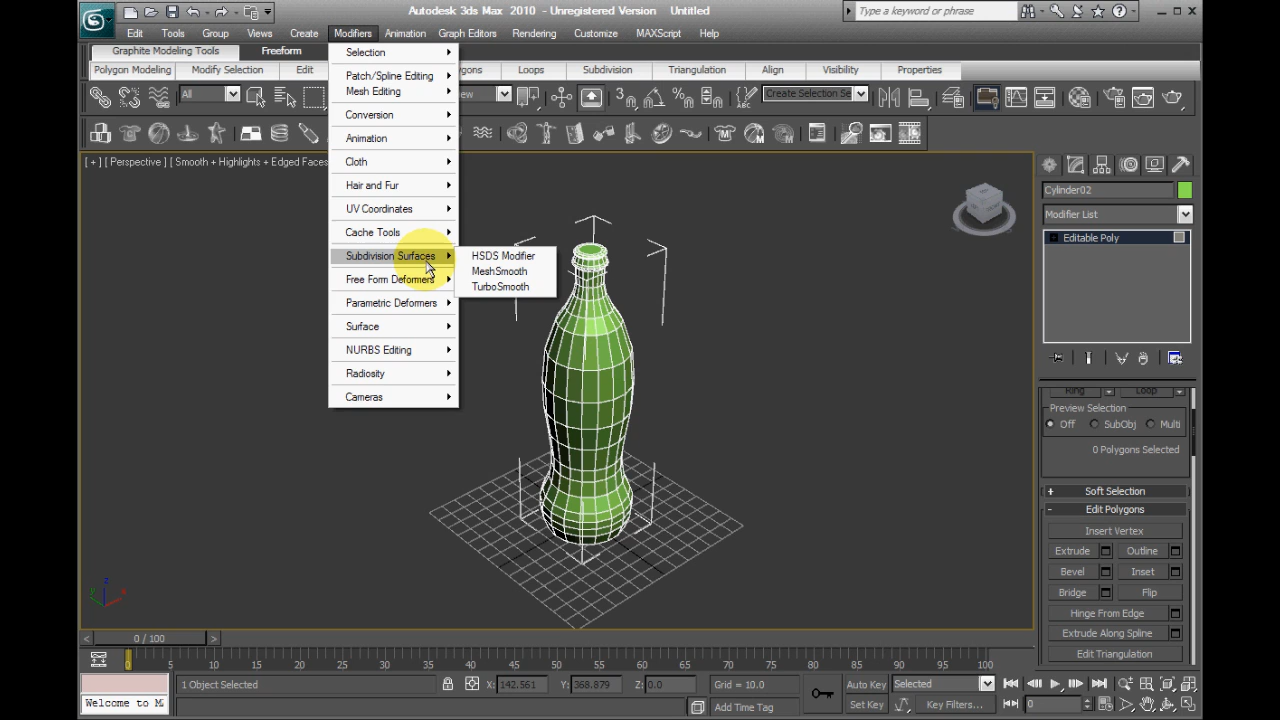 Autodesk 3ds Max 2010 - Unregistered Version Untitled
Type a keyword or phrase
Edit Tools Group Views Create Modifiers Animation Graph Editors Rendering Customize MAXScript Help
Graphite Modeling Tools Freeform
Polygon Modeling Modify Selection Edit Loops Subdivision Triangulation Align Visibility Properties
All
Create Selection Se
[ + ] [ Perspective ] [ Smooth + Highlights + Edged Faces
Selection
Patch/Spline Editing
Mesh Editing
Conversion
Animation
Cloth
Hair and Fur
UV Coordinates
Cache Tools
Subdivision Surfaces
Free Form Deformers
Parametric Deformers
Surface
NURBS Editing
Radiosity
Cameras
HSDS Modifier
MeshSmooth
TurboSmooth
Cylinder02
Modifier List
Editable Poly
Ring Loop
Preview Selection
Off SubObj Multi
0 Polygons Selected
+ Soft Selection
- Edit Polygons
Insert Vertex
Extrude Outline
Bevel Inset
Bridge Flip
Hinge From Edge
Extrude Along Spline
Edit Triangulation
z
y x
< 0 / 100 >
0 5 10 15 20 25 30 35 40 45 50 55 60 65 70 75 80 85 90 95 100
1 Object Selected X: 142.561 Y: 368.879 Z: 0.0 Grid = 10.0 Auto Key Selected
Welcome to M Add Time Tag Set Key Key Filters... 0